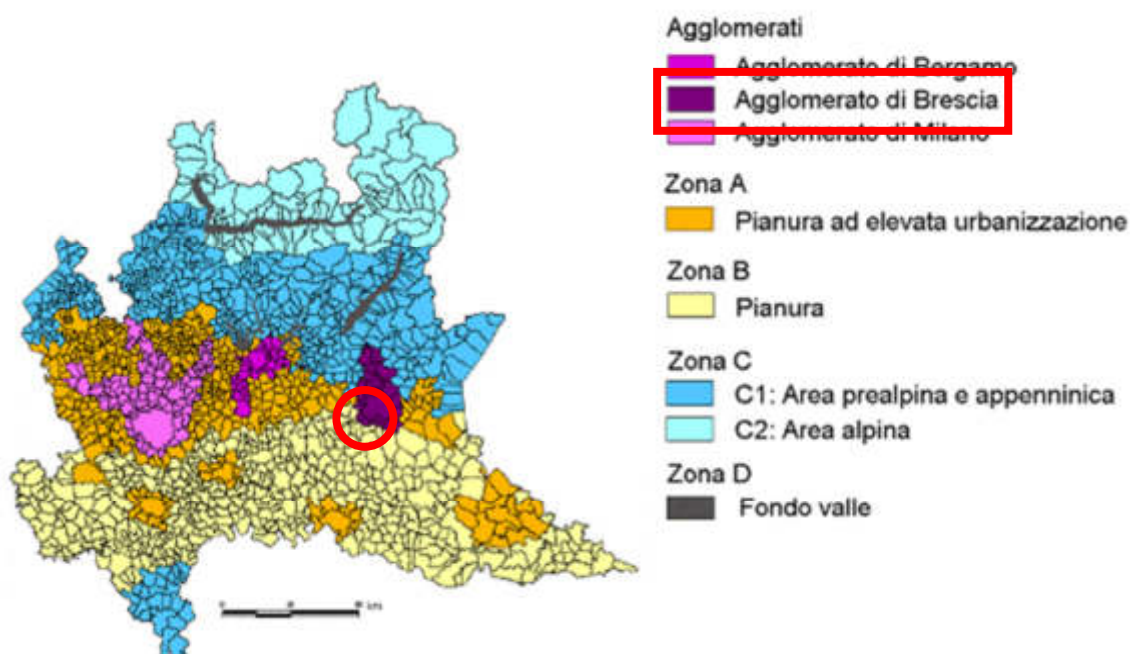 Agglomerati
Agglomerato di Bergamo
Agglomerato di Brescia
Agglomerato di Milano
Zona A
Pianura ad elevata urbanizzazione
Zona B
Pianura
Zona C
C1: Area prealpina e appenninica
C2: Area alpina
Zona D
Fondo valle
km